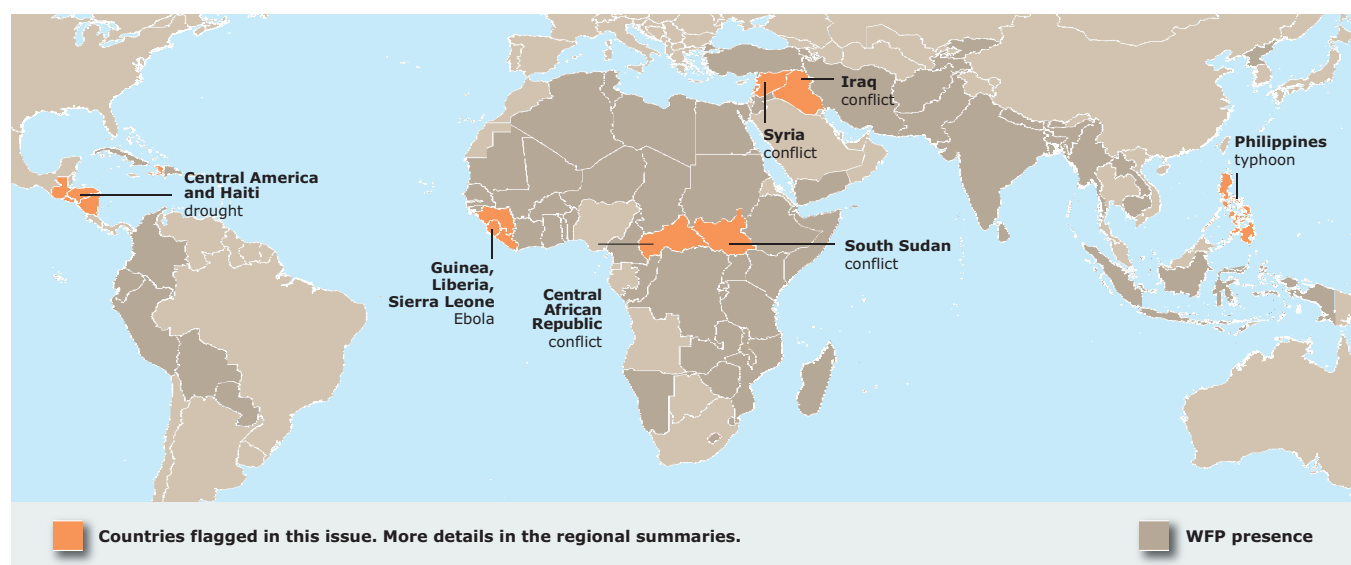 Iraq
conflict
Syria
conflict
Philippines
typhoon
Central America
and Haiti
drought
South Sudan
conflict
Guinea,
Liberia,
Sierra Leone
Ebola
Central
African
Republic
conflict
Countries flagged in this issue. More details in the regional summaries.
WFP presence